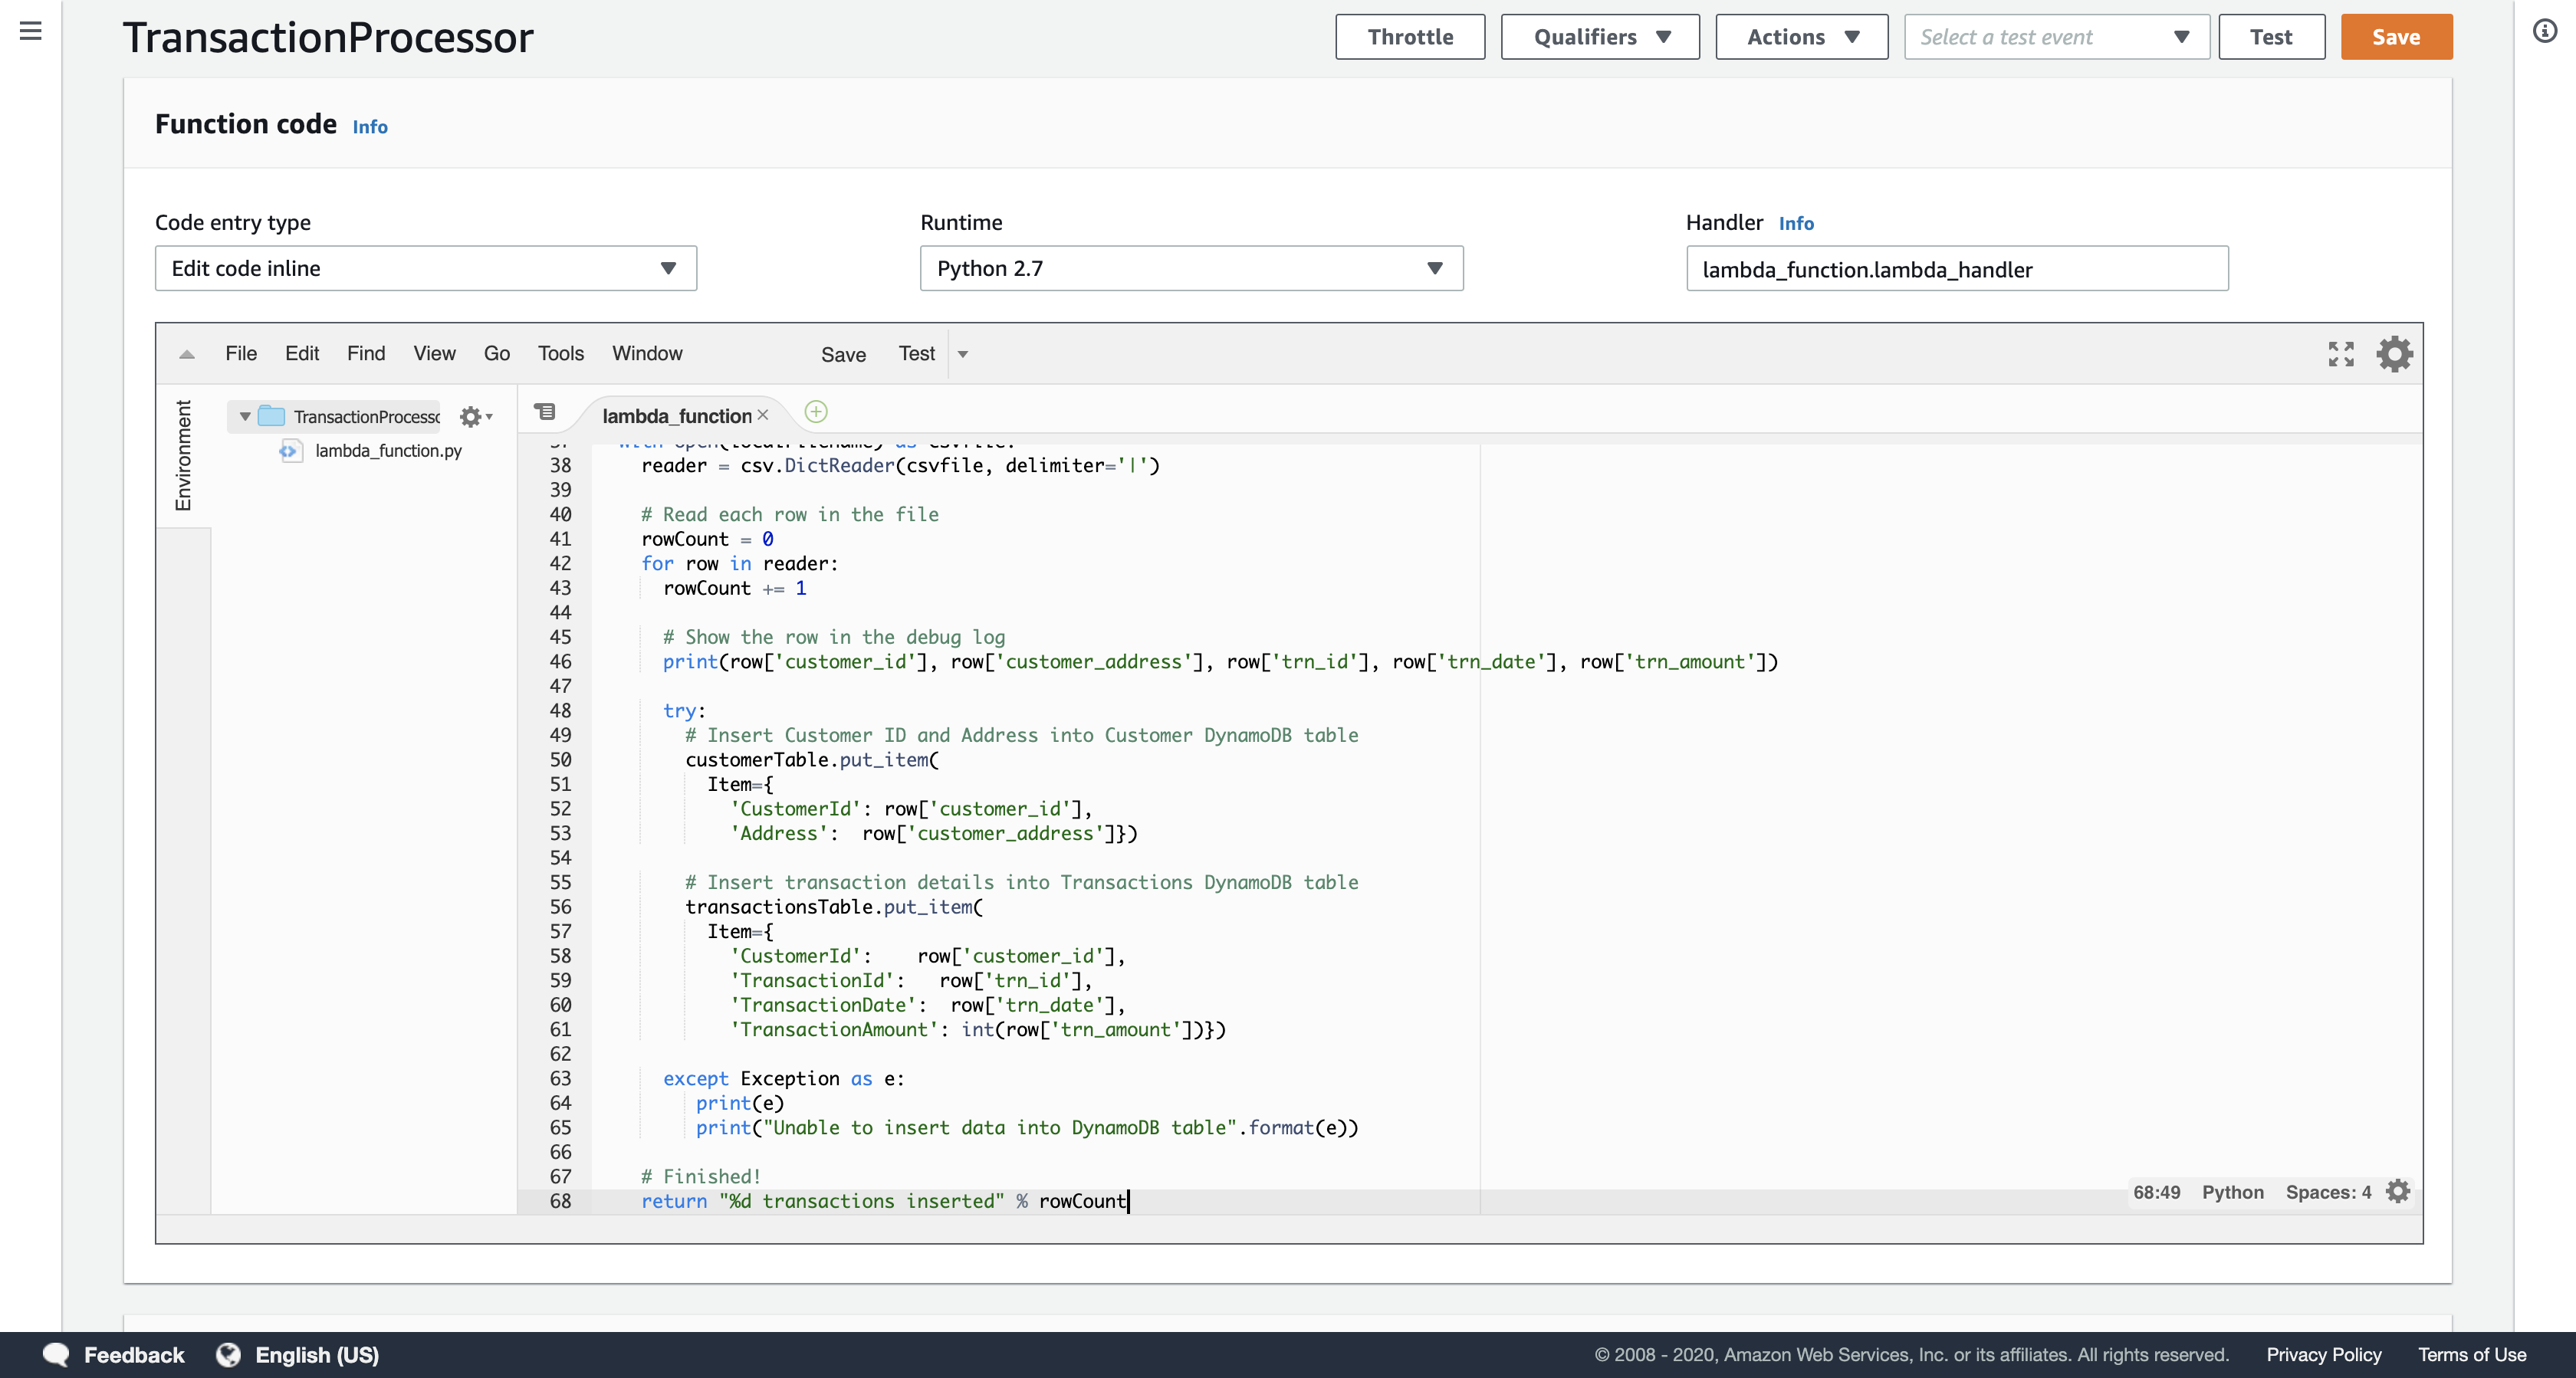 TransactionProcessor
Throttle
Qualifiers
Actions
Select a test event
Test
Save
Function code Info
Code entry type
Edit code inline
Runtime
Python 2.7
Handler Info
lambda_function.lambda_handler
File Edit Find View Go Tools Window Save Test
Environment
TransactionProcessc
lambda_function.py
lambda_function
38 reader = csv.DictReader(csvfile, delimiter='|')
39
40 # Read each row in the file
41 rowCount = 0
42 for row in reader:
43 rowCount += 1
44
45 # Show the row in the debug log
46 print(row['customer_id'], row['customer_address'], row['trn_id'], row['trn_date'], row['trn_amount'])
47
48 try:
49 # Insert Customer ID and Address into Customer DynamoDB table
50 customerTable.put_item(
51 Item={
52 'CustomerId': row['customer_id'],
53 'Address':  row['customer_address']})
54
55 # Insert transaction details into Transactions DynamoDB table
56 transactionsTable.put_item(
57 Item={
58 'CustomerId':    row['customer_id'],
59 'TransactionId':   row['trn_id'],
60 'TransactionDate':  row['trn_date'],
61 'TransactionAmount': int(row['trn_amount'])})
62
63 except Exception as e:
64 print(e)
65 print("Unable to insert data into DynamoDB table".format(e))
66
67 # Finished!
68 return "%d transactions inserted" % rowCount
68:49 Python Spaces: 4
Feedback English (US)
© 2008 - 2020, Amazon Web Services, Inc. or its affiliates. All rights reserved. Privacy Policy Terms of Use